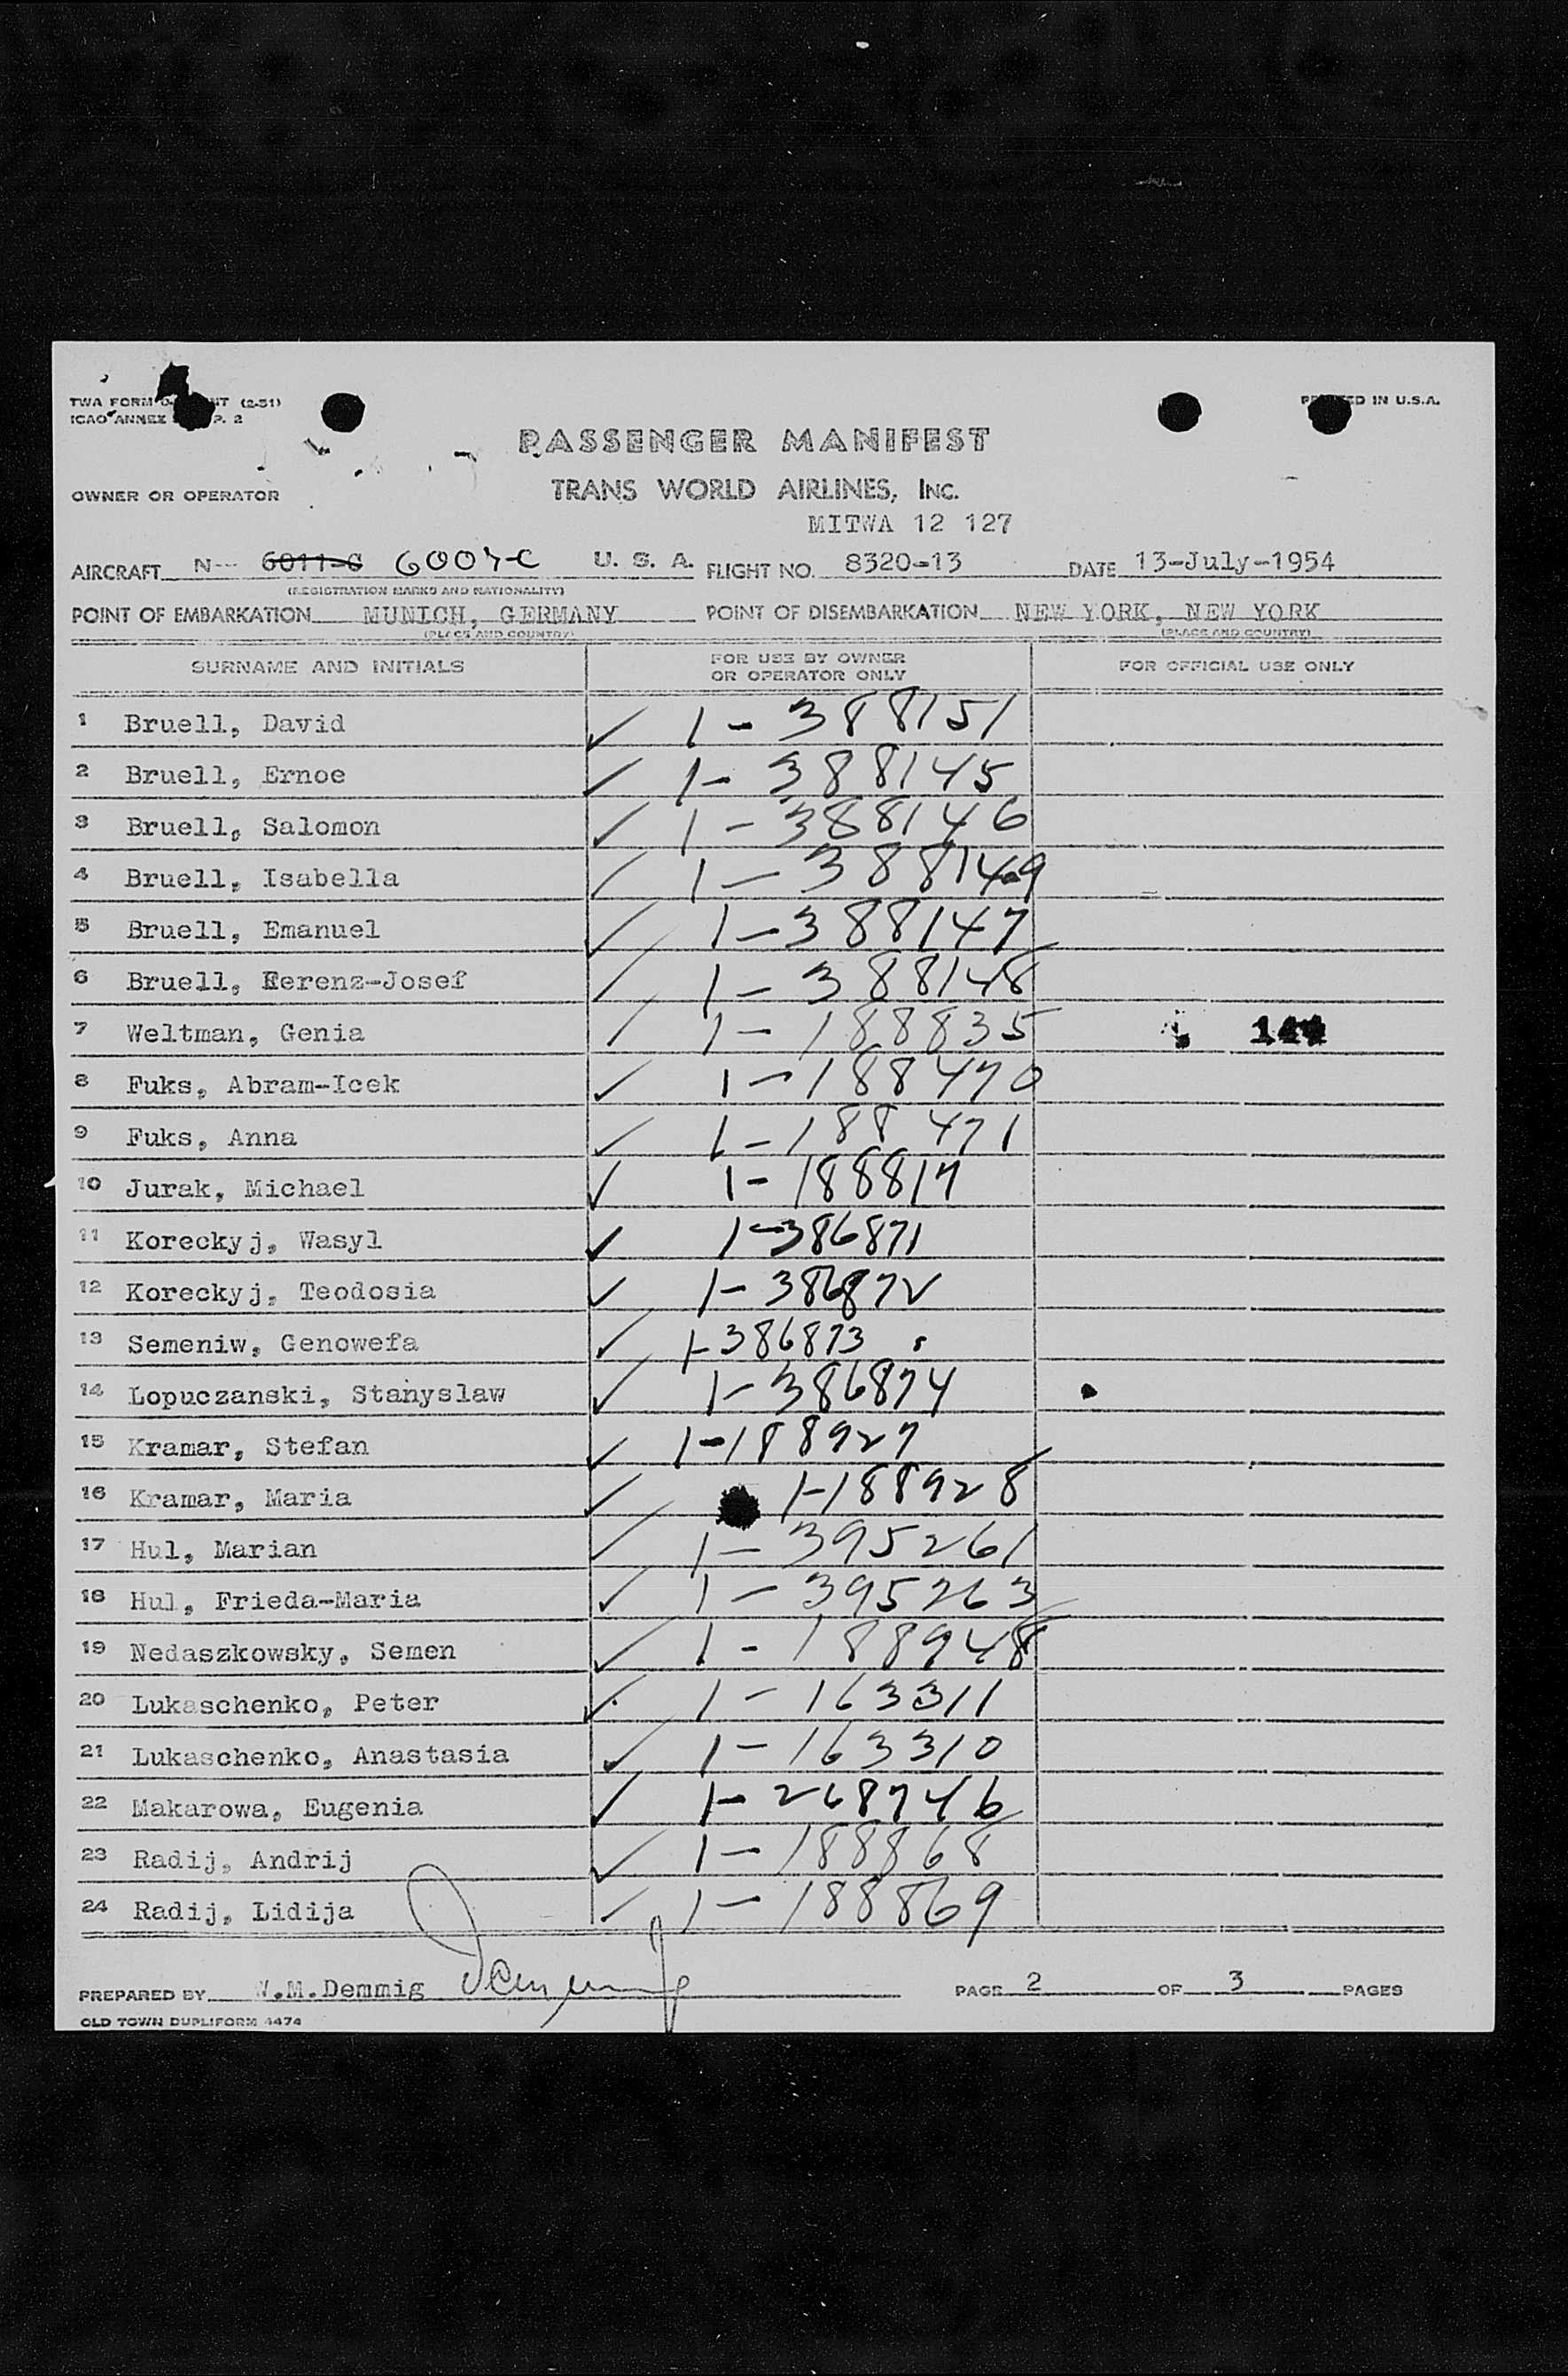 TWA FORM NT (2-51)
ICAO ANNEX P. 2
PRINTED IN U.S.A.
PASSENGER MANIFEST
OWNER OR OPERATOR TRANS WORLD AIRLINES, INC.
MITWA 12 127
AIRCRAFT N-- 6011-C 6007-C U. S. A. FLIGHT NO. 8320-13 DATE 13-July-1954
(REGISTRATION MARKS AND NATIONALITY)
POINT OF EMBARKATION MUNICH, GERMANY POINT OF DISEMBARKATION NEW YORK, NEW YORK
(PLACE AND COUNTRY) (PLACE AND COUNTRY)
SURNAME AND INITIALS FOR USE BY OWNER OR OPERATOR ONLY FOR OFFICIAL USE ONLY
1 Bruell, David ✓ 1-388151
2 Bruell, Ernoe ✓ 1-388145
3 Bruell, Salomon ✓ 1-388146
4 Bruell, Isabella ✓ 1-388149
5 Bruell, Emanuel ✓ 1-388147
6 Bruell, Ferenz-Josef ✓ 1-388148
7 Weltman, Genia ✓ 1-188835
8 Fuks, Abram-Icek ✓ 1-188470
9 Fuks, Anna ✓ 1-188471
10 Jurak, Michael ✓ 1-188817
11 Koreckyj, Wasyl ✓ 1-386871
12 Koreckyj, Teodosia ✓ 1-386872
13 Semeniw, Genowefa ✓ 1-386873
14 Lopuczanski, Stanyslaw ✓ 1-386874
15 Kramar, Stefan ✓ 1-188927
16 Kramar, Maria ✓ 1-188928
17 Hul, Marian ✓ 1-395261
18 Hul, Frieda-Maria ✓ 1-395263
19 Nedaszkowsky, Semen ✓ 1-188948
20 Lukaschenko, Peter ✓ 1-163311
21 Lukaschenko, Anastasia ✓ 1-163310
22 Makarowa, Eugenia ✓ 1-268746
23 Radij, Andrij ✓ 1-188868
24 Radij, Lidija ✓ 1-188869
PREPARED BY W.M.Demmig Demmig PAGE 2 OF 3 PAGES
OLD TOWN DUPLIFORM 4474